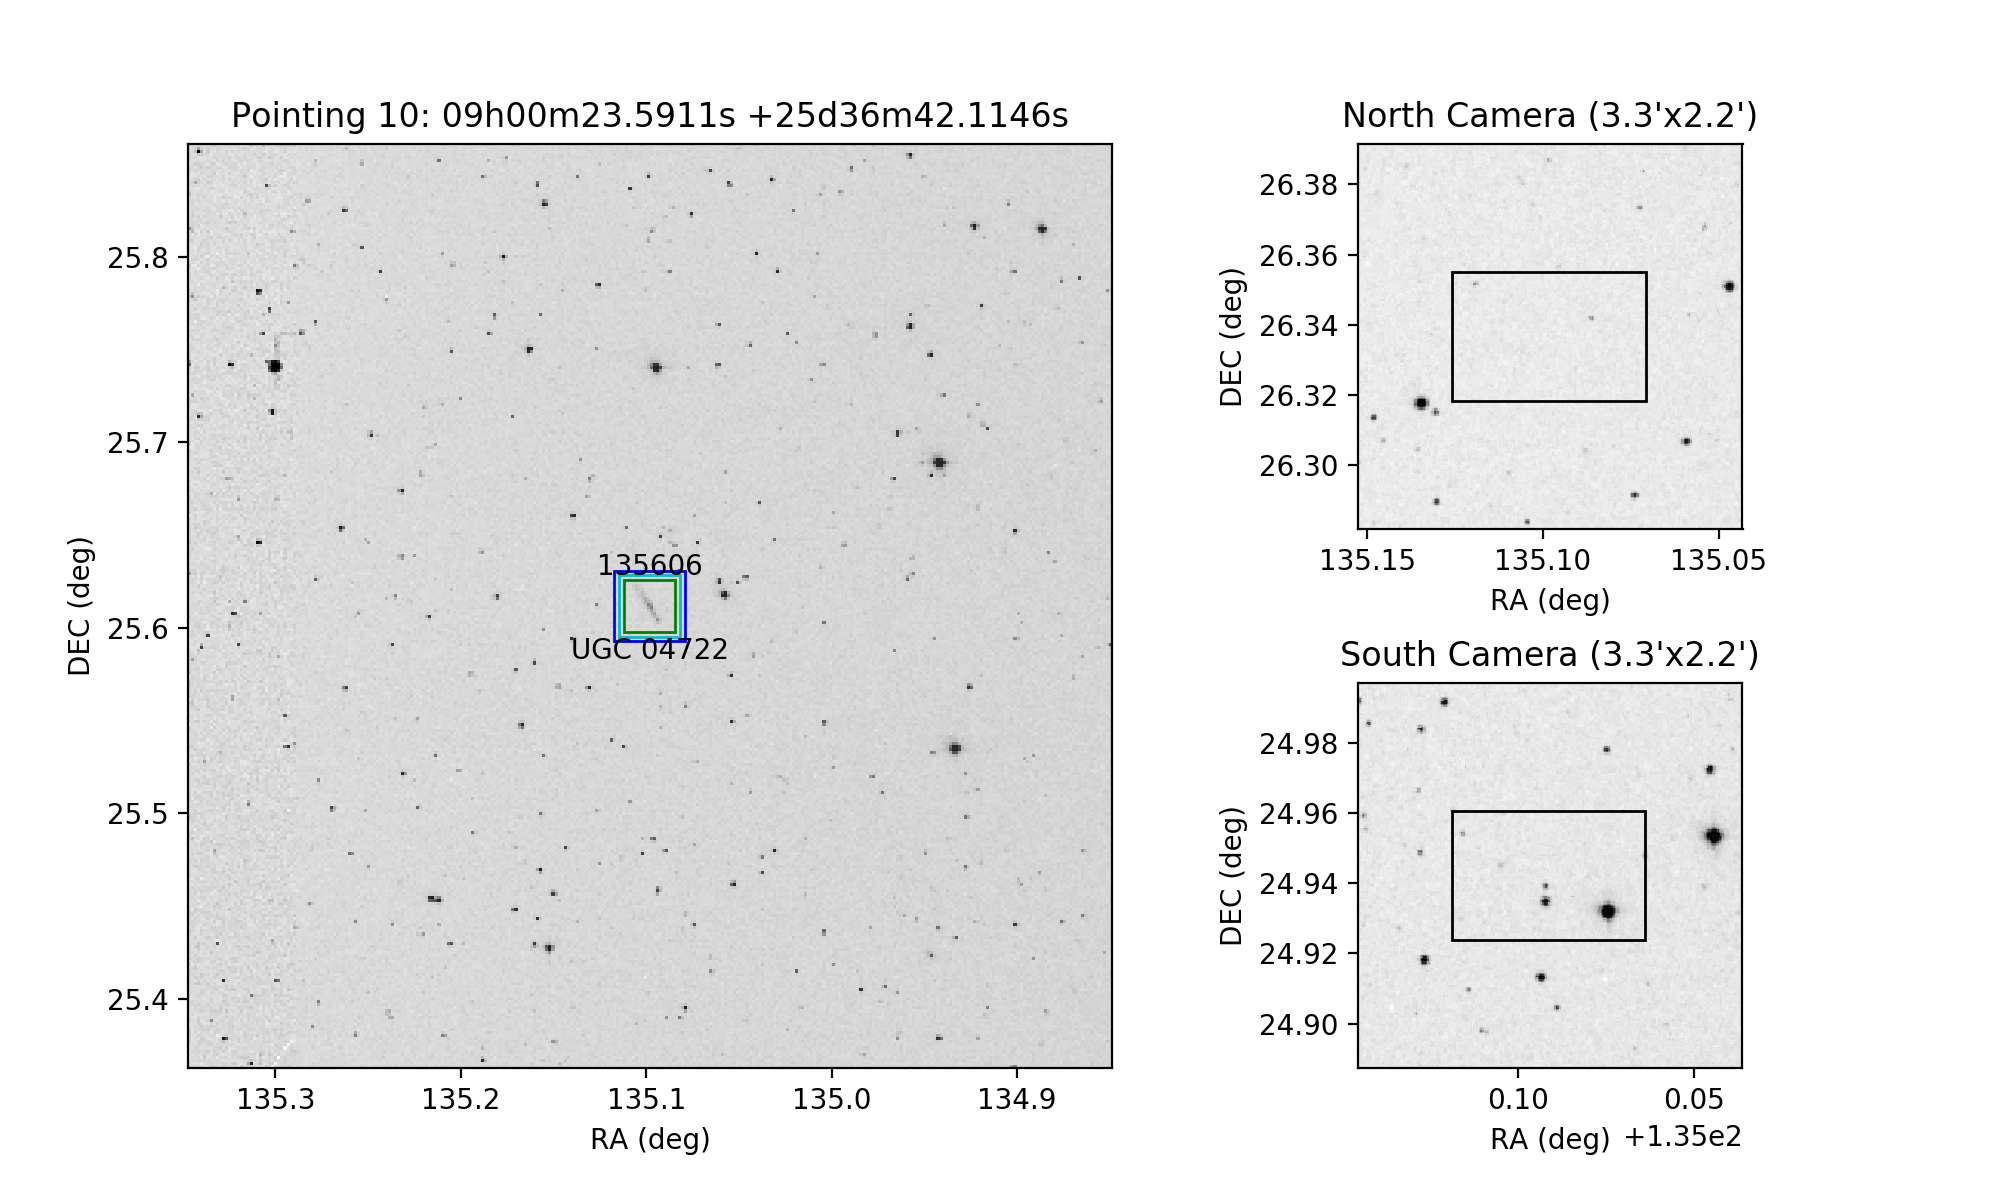 Pointing 10: 09h00m23.5911s +25d36m42.1146s
25.8
25.7
25.6
25.5
25.4
DEC (deg)
135606
UGC 04722
135.3 135.2 135.1 135.0 134.9
RA (deg)
North Camera (3.3'x2.2')
26.38
26.36
26.34
26.32
26.30
DEC (deg)
135.15 135.10 135.05
RA (deg)
South Camera (3.3'x2.2')
24.98
24.96
24.94
24.92
24.90
DEC (deg)
0.10 0.05
RA (deg) +1.35e2